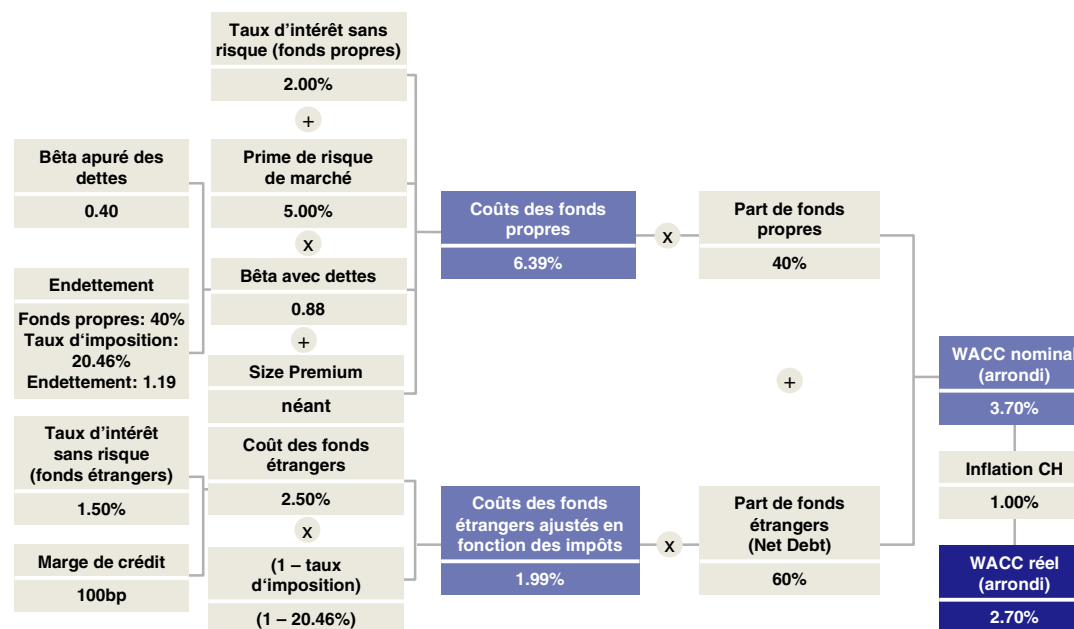 Taux d’intérêt sans
risque (fonds propres)
2.00%
+
Bêta apuré des
dettes
0.40
Prime de risque
de marché
5.00%
x
Endettement
Fonds propres: 40%
Taux d‘imposition:
20.46%
Endettement: 1.19
Bêta avec dettes
0.88
+
Size Premium
néant
Coûts des fonds
propres
6.39%
x
Part de fonds
propres
40%
+
Taux d’intérêt
sans risque
(fonds étrangers)
1.50%
Marge de crédit
100bp
Coût des fonds
étrangers
2.50%
x
(1 – taux
d‘imposition)
(1 – 20.46%)
Coûts des fonds
étrangers ajustés en
fonction des impôts
1.99%
x
Part de fonds
étrangers
(Net Debt)
60%
WACC nominal
(arrondi)
3.70%
Inflation CH
1.00%
WACC réel
(arrondi)
2.70%